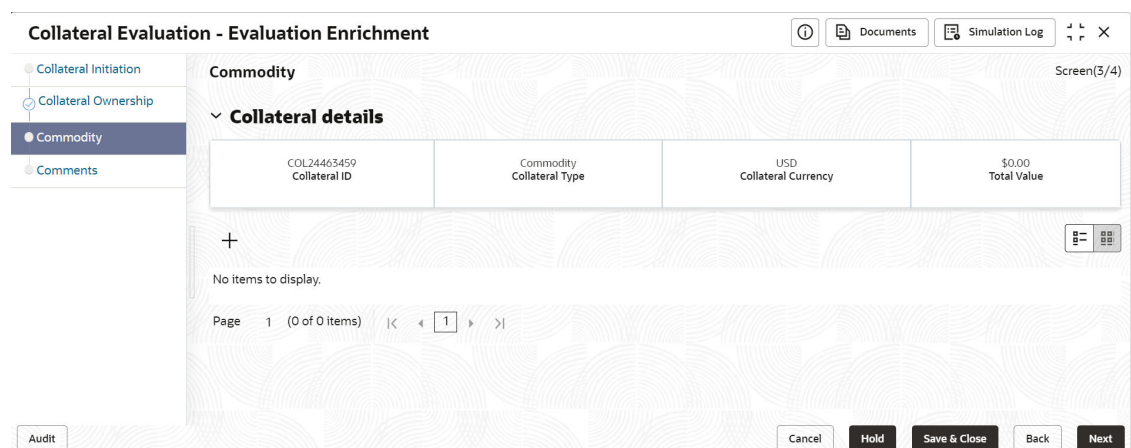 Collateral Evaluation - Evaluation Enrichment
Documents
Simulation Log
Collateral Initiation
Collateral Ownership
Commodity
Comments
Commodity
Screen(3/4)
Collateral details
COL24463459
Collateral ID
Commodity
Collateral Type
USD
Collateral Currency
$0.00
Total Value
No items to display.
Page 1 (0 of 0 items) 1
Audit
Cancel
Hold
Save & Close
Back
Next